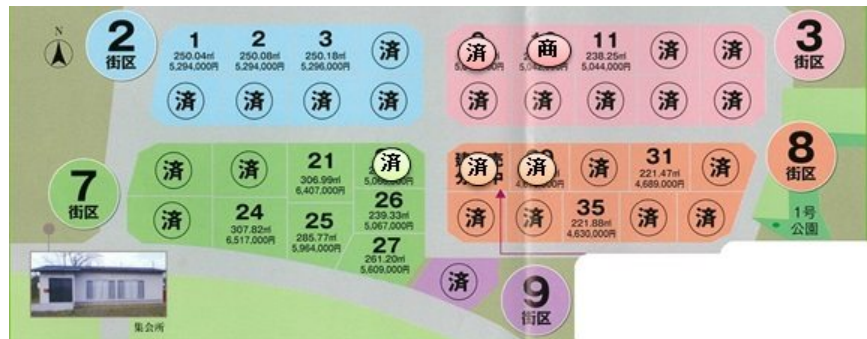 N
2
街区
1
250.04㎡
5,294,000円
2
250.08㎡
5,294,000円
3
250.18㎡
5,296,000円
済
済
済
済
済
済
商
11
238.25㎡
5,044,000円
済
済
済
済
済
済
済
3
街区
7
街区
済
済
21
306.99㎡
6,407,000円
済
済
24
307.82㎡
6,517,000円
25
285.77㎡
5,964,000円
26
239.33㎡
5,067,000円
27
261.20㎡
5,609,000円
済
済
済
31
221.47㎡
4,689,000円
済
済
済
35
221.88㎡
4,630,000円
済
済
8
街区
1号
公園
済
9
街区
集会所